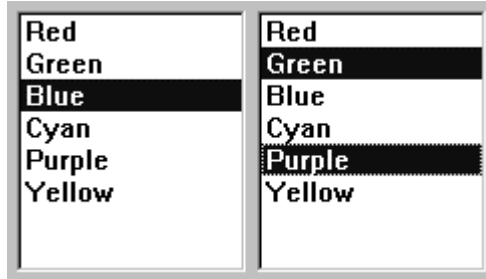 Red
Green
Blue
Cyan
Purple
Yellow
Red
Green
Blue
Cyan
Purple
Yellow